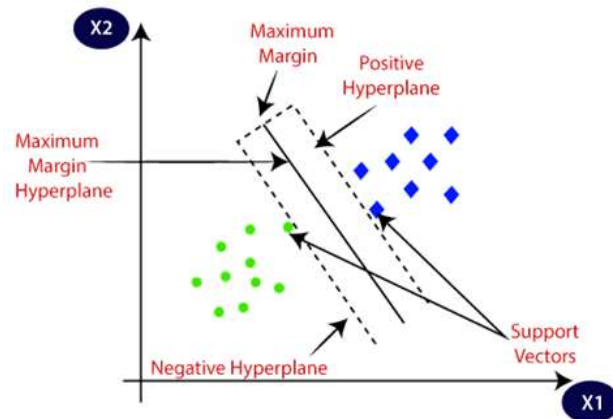 X2
Maximum
Margin
Positive
Hyperplane
Maximum
Margin
Hyperplane
Support
Vectors
Negative Hyperplane
X1